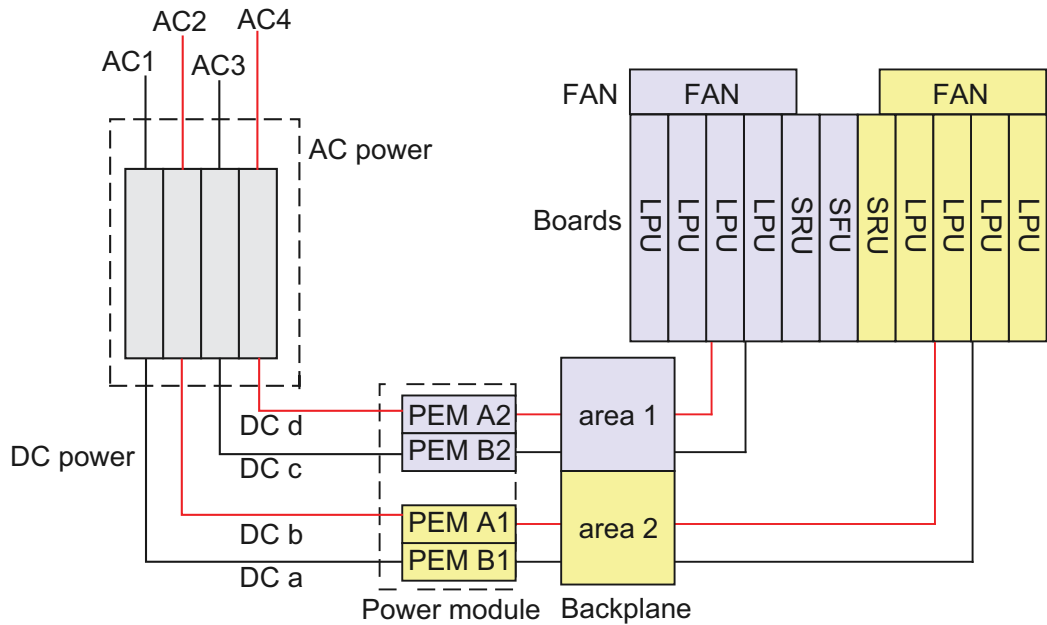 AC2
AC4
AC1
AC3
AC power
FAN
FAN
FAN
Boards
LPU
LPU
LPU
LPU
SRU
SFU
SRU
LPU
LPU
LPU
LPU
DC power
DC d
DC c
DC b
DC a
PEM A2
PEM B2
PEM A1
PEM B1
area 1
area 2
Power module
Backplane